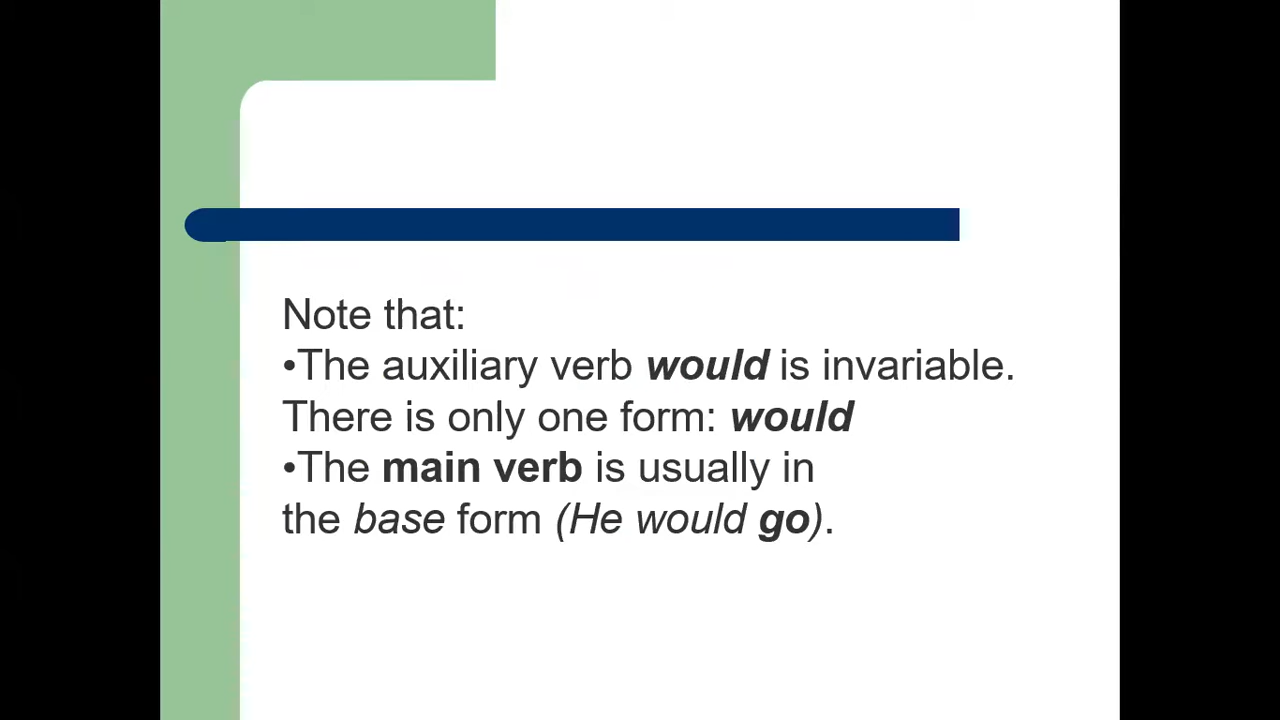 Note that:
•The auxiliary verb would is invariable.
There is only one form: would
•The main verb is usually in
the base form (He would go).